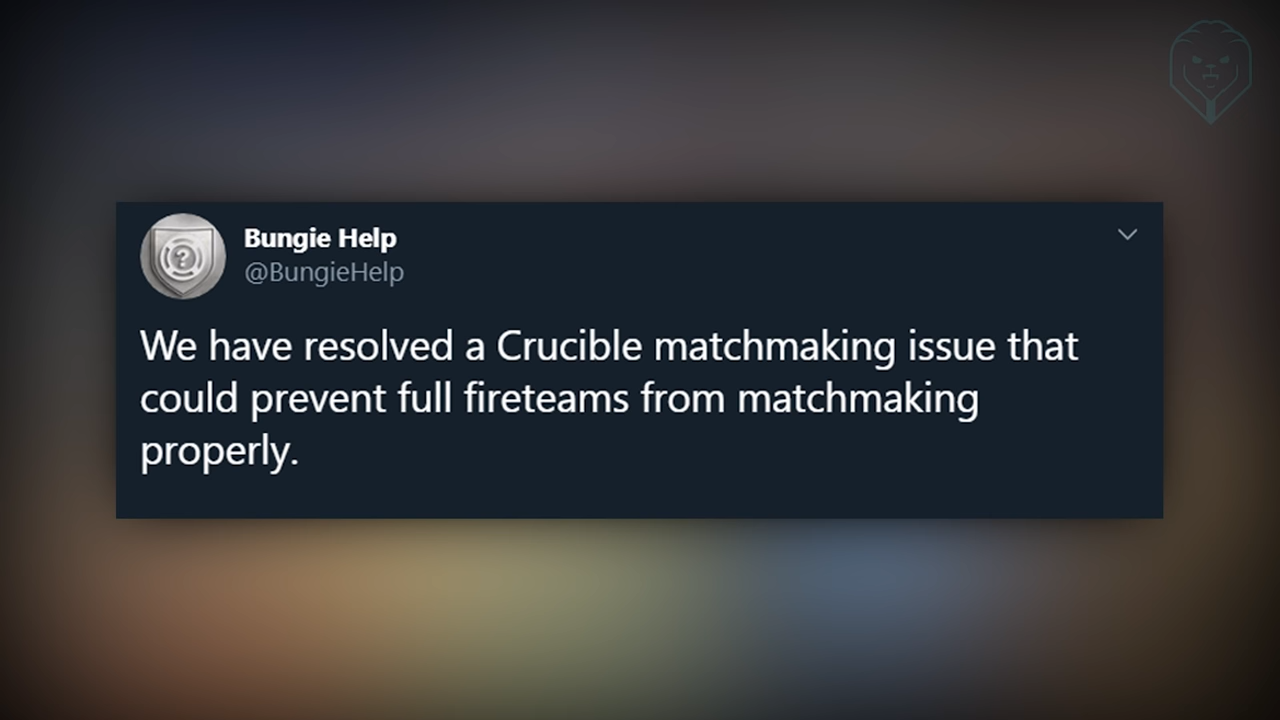 Bungie Help
@BungieHelp
We have resolved a Crucible matchmaking issue that
could prevent full fireteams from matchmaking
properly.